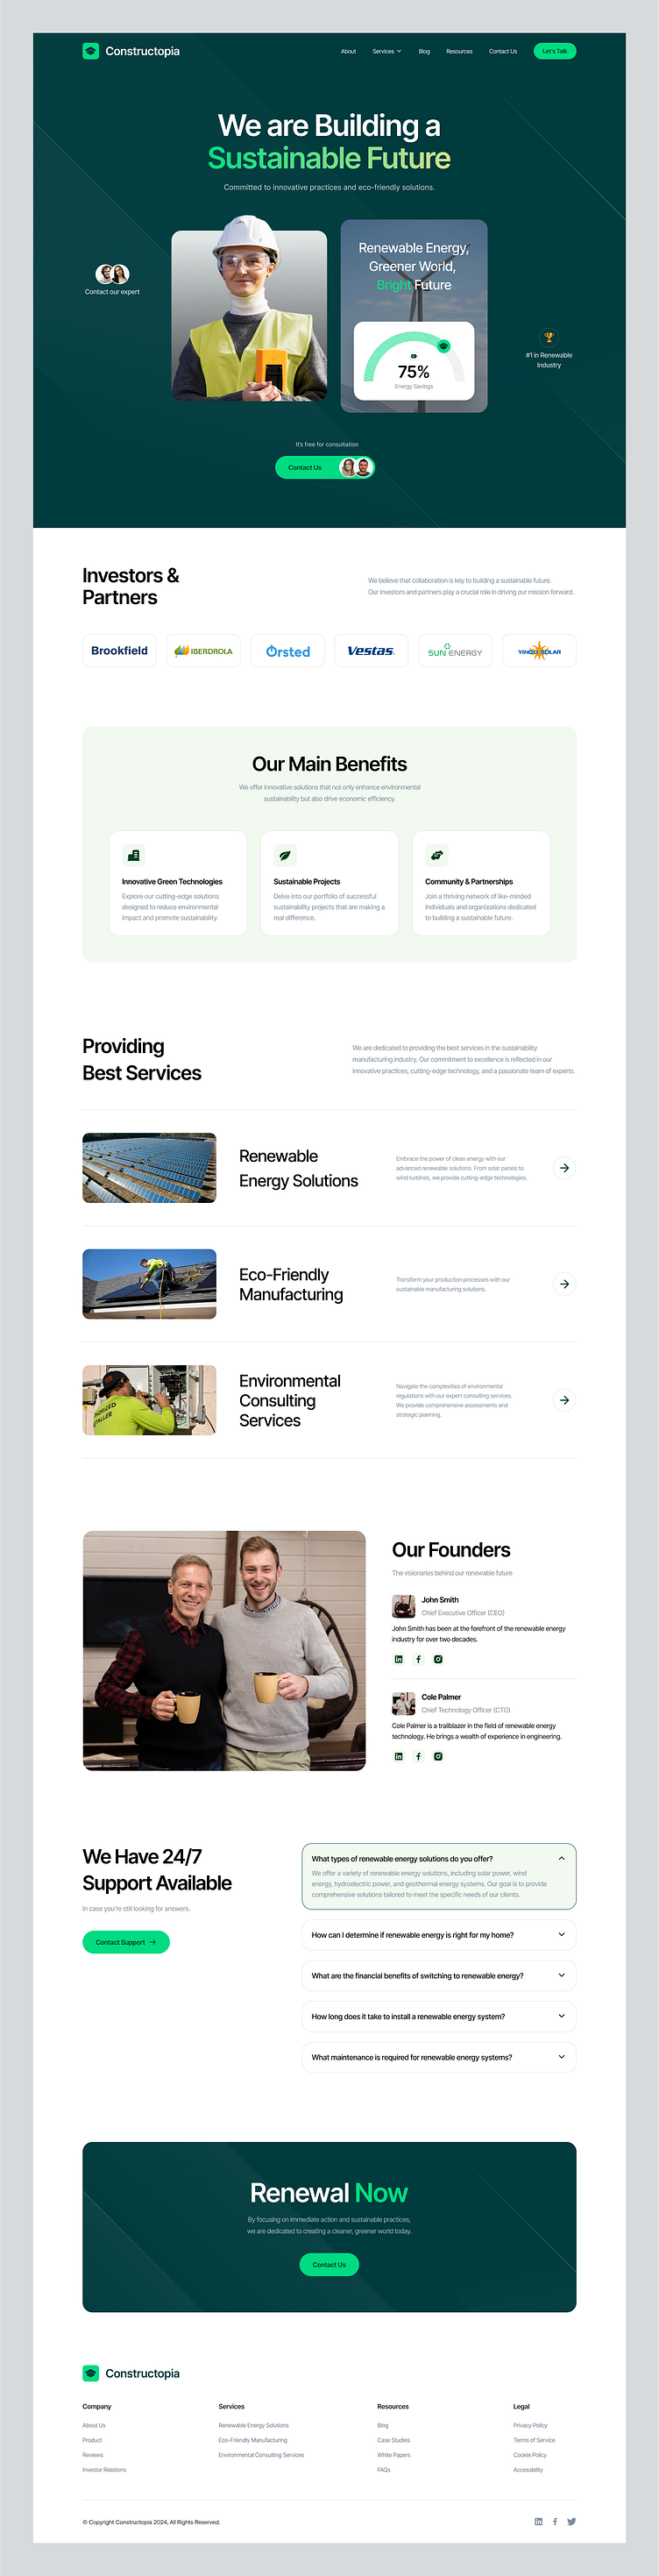 Constructopia
About
Services
Blog
Resources
Contact Us
Let's Talk
We are Building a
Sustainable Future
Committed to innovative practices and eco-friendly solutions.
Contact our expert
Renewable Energy,
Greener World,
Bright Future
75%
Energy Savings
#1 in Renewable
Industry
It's free for consultation
Contact Us
Investors &
Partners
We believe that collaboration is key to building a sustainable future.
Our investors and partners play a crucial role in driving our mission forward.
Brookfield
IBERDROLA
Ørsted
Vestas
SUN ENERGY
YINGLI SOLAR
Our Main Benefits
We offer innovative solutions that not only enhance environmental
sustainability but also drive economic efficiency.
Innovative Green Technologies
Explore our cutting-edge solutions
designed to reduce environmental
impact and promote sustainability.
Sustainable Projects
Delve into our portfolio of successful
sustainability projects that are making a
real difference.
Community & Partnerships
Join a thriving network of like-minded
individuals and organizations dedicated
to building a sustainable future.
Providing
Best Services
We are dedicated to providing the best services in the sustainability
manufacturing industry. Our commitment to excellence is reflected in our
innovative practices, cutting-edge technology, and a passionate team of experts.
Renewable
Energy Solutions
Embrace the power of clean energy with our
advanced renewable solutions. From solar panels to
wind turbines, we provide cutting-edge technologies.
Eco-Friendly
Manufacturing
Transform your production processes with our
sustainable manufacturing solutions.
Environmental
Consulting
Services
Navigate the complexities of environmental
regulations with our expert consulting services.
We provide comprehensive assessments and
strategic planning.
Our Founders
The visionaries behind our renewable future
John Smith
Chief Executive Officer (CEO)
John Smith has been at the forefront of the renewable energy
industry for over two decades.
Cole Palmer
Chief Technology Officer (CTO)
Cole Palmer is a trailblazer in the field of renewable energy
technology. He brings a wealth of experience in engineering.
We Have 24/7
Support Available
In case you're still looking for answers.
Contact Support
What types of renewable energy solutions do you offer?
We offer a variety of renewable energy solutions, including solar power, wind
energy, hydroelectric power, and geothermal energy systems. Our goal is to provide
comprehensive solutions tailored to meet the specific needs of our clients.
How can I determine if renewable energy is right for my home?
What are the financial benefits of switching to renewable energy?
How long does it take to install a renewable energy system?
What maintenance is required for renewable energy systems?
Renewal Now
By focusing on immediate action and sustainable practices,
we are dedicated to creating a cleaner, greener world today.
Contact Us
Constructopia
Company
About Us
Product
Reviews
Investor Relations
Services
Renewable Energy Solutions
Eco-Friendly Manufacturing
Environmental Consulting Services
Resources
Blog
Case Studies
White Papers
FAQs
Legal
Privacy Policy
Terms of Service
Cookie Policy
Accessibility
© Copyright Constructopia 2024, All Rights Reserved.